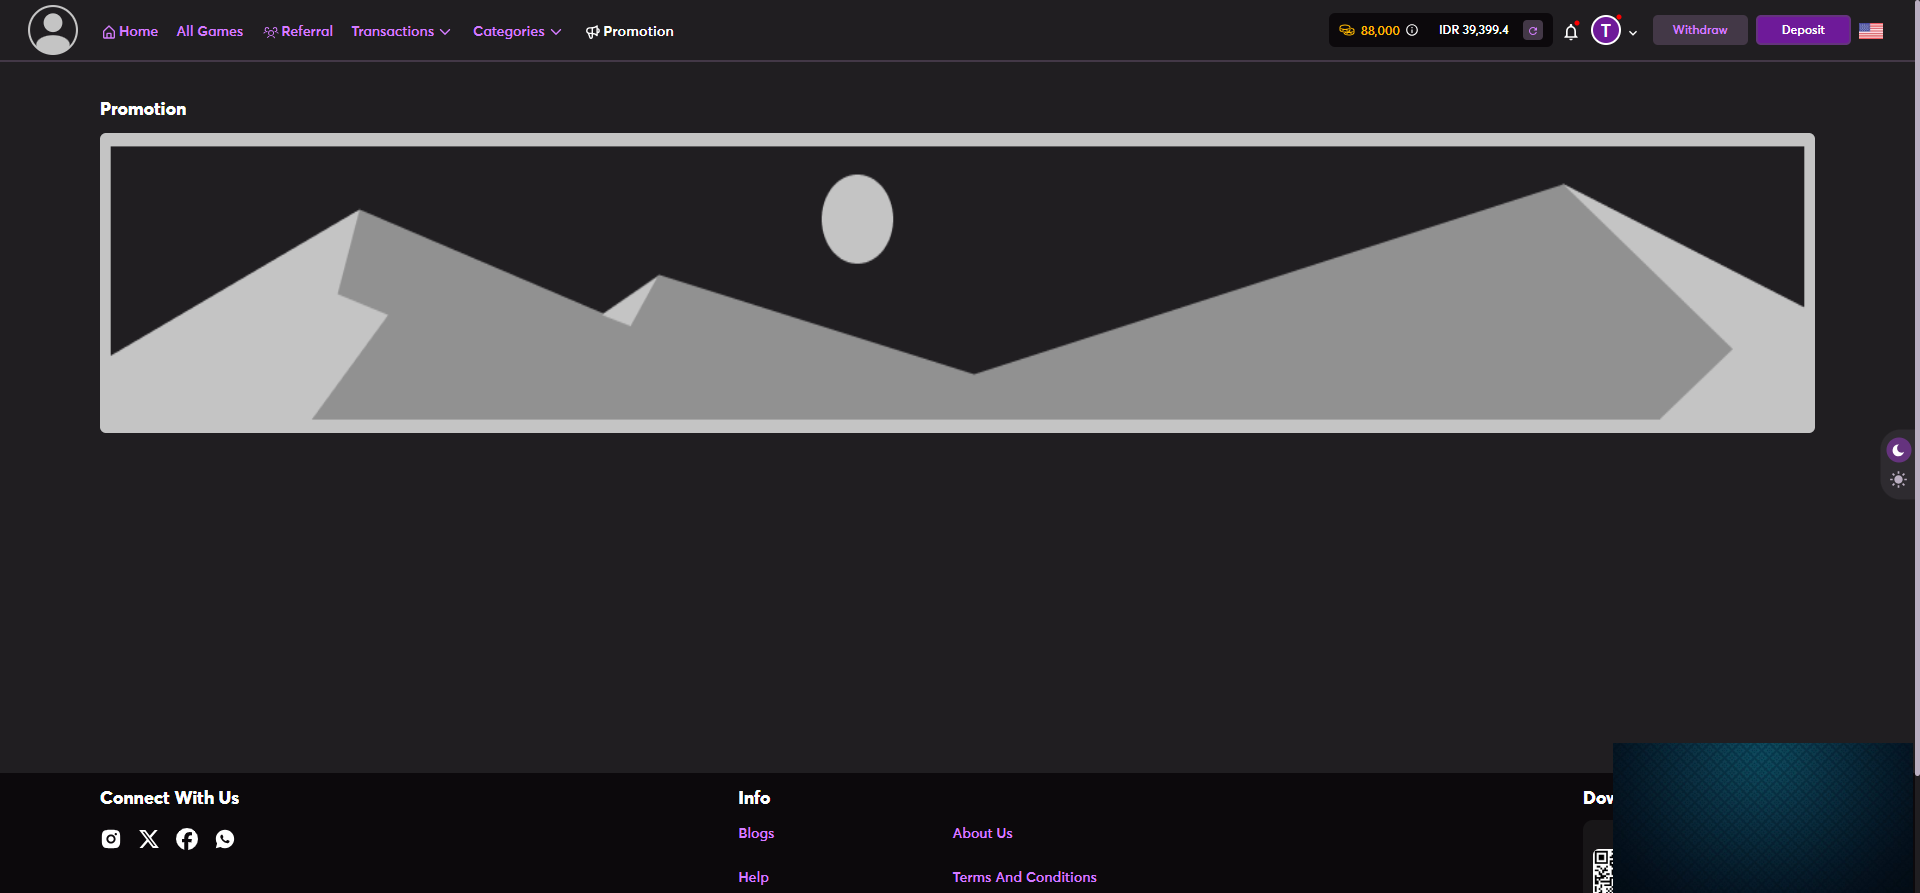 Home All Games Referral Transactions Categories Promotion 88,000 IDR 39,399.4 T Withdraw Deposit
Promotion
Connect With Us
Info
Blogs About Us
Help Terms And Conditions